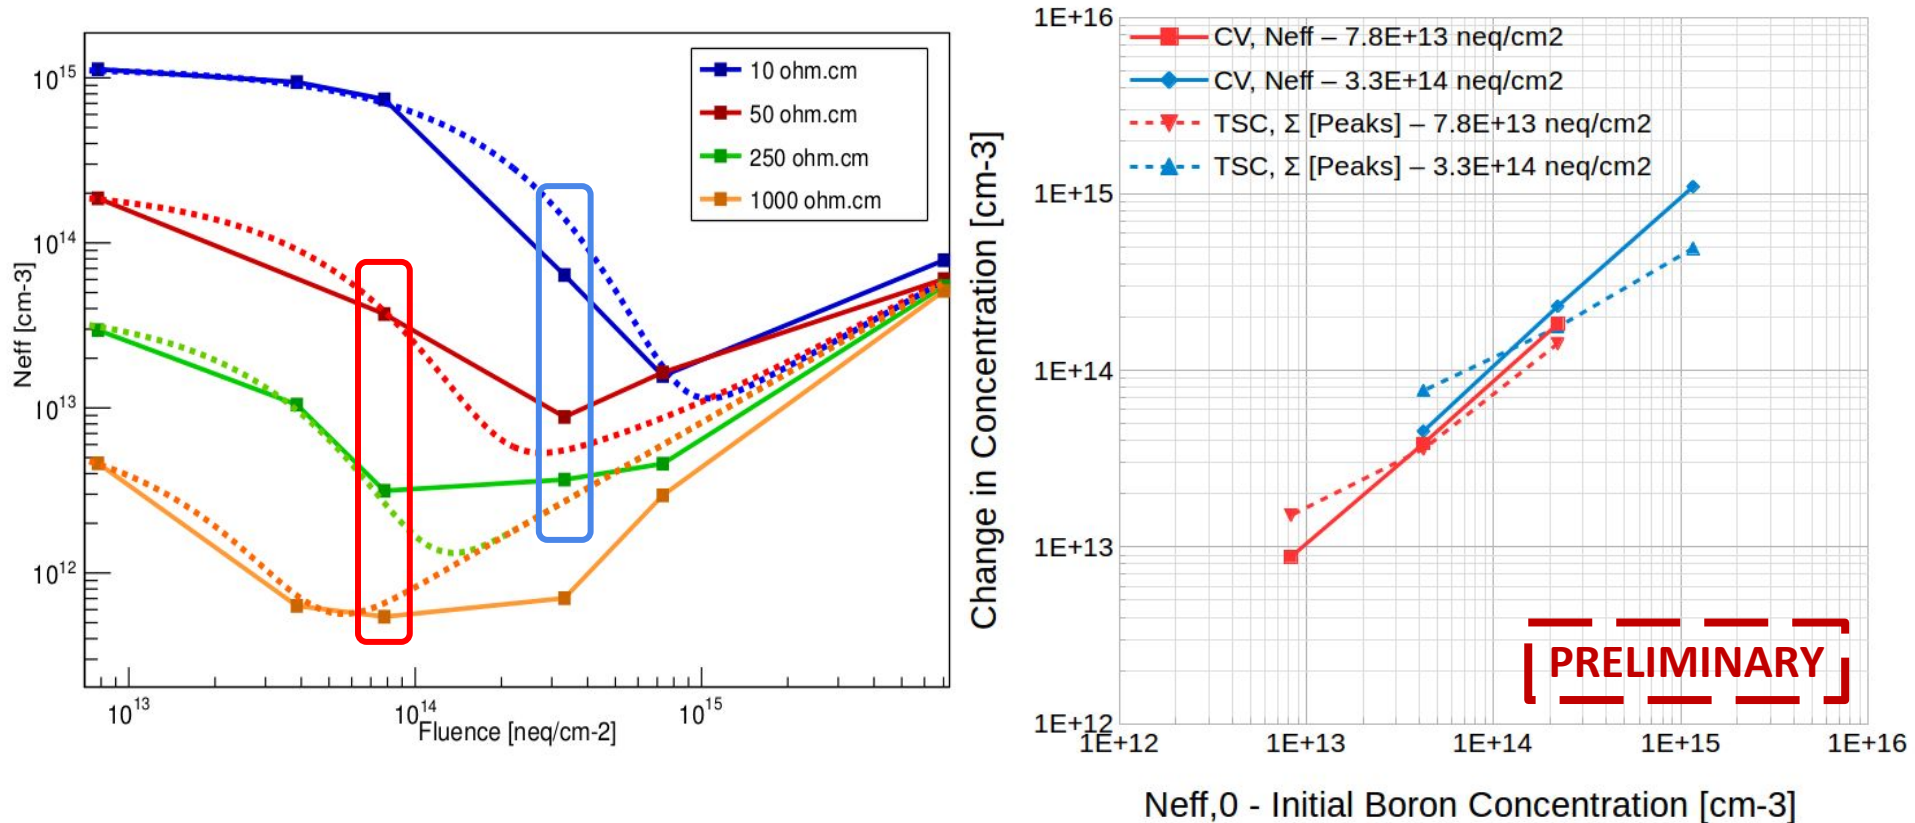 10 ohm.cm
50 ohm.cm
250 ohm.cm
1000 ohm.cm
10^15
10^14
10^13
10^12
Neff [cm-3]
10^13
10^14
10^15
Fluence [neq/cm-2]
CV, Neff – 7.8E+13 neq/cm2
CV, Neff – 3.3E+14 neq/cm2
TSC, Σ [Peaks] – 7.8E+13 neq/cm2
TSC, Σ [Peaks] – 3.3E+14 neq/cm2
1E+16
1E+15
1E+14
1E+13
1E+12
Change in Concentration [cm-3]
PRELIMINARY
1E+12
1E+13
1E+14
1E+15
1E+16
Neff,0 - Initial Boron Concentration [cm-3]